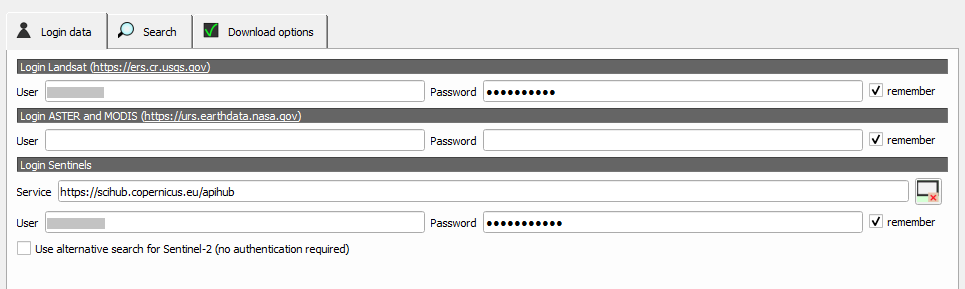 Login data Search Download options
Login Landsat (https://ers.cr.usgs.gov)
User Password ●●●●●●●●●● remember
Login ASTER and MODIS (https://urs.earthdata.nasa.gov)
User Password remember
Login Sentinels
Service https://scihub.copernicus.eu/apihub
User Password ●●●●●●●●●●● remember
Use alternative search for Sentinel-2 (no authentication required)